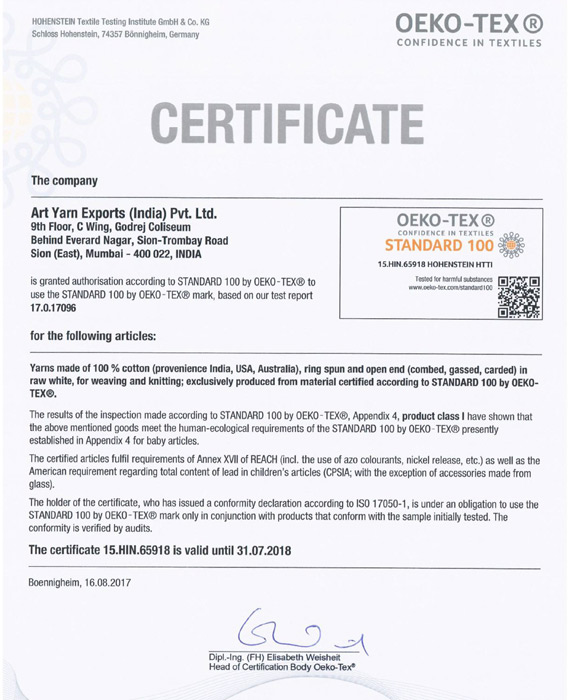 HOHENSTEIN Textile Testing Institute GmbH & Co. KG
Schloss Hohenstein, 74357 Bönnigheim, Germany
OEKO-TEX®
CONFIDENCE IN TEXTILES
CERTIFICATE
The company
Art Yarn Exports (India) Pvt. Ltd.
9th Floor, C Wing, Godrej Coliseum
Behind Everard Nagar, Sion-Trombay Road
Sion (East), Mumbai - 400 022, INDIA
is granted authorisation according to STANDARD 100 by OEKO-TEX® to
use the STANDARD 100 by OEKO-TEX® mark, based on our test report
17.0.17096
OEKO-TEX®
CONFIDENCE IN TEXTILES
STANDARD 100
15.HIN.65918 HOHENSTEIN HTTI
Tested for harmful substances
www.oeko-tex.com/standard100
for the following articles:
Yarns made of 100 % cotton (provenience India, USA, Australia), ring spun and open end (combed, gassed, carded) in
raw white, for weaving and knitting; exclusively produced from material certified according to STANDARD 100 by OEKO-
TEX®.
The results of the inspection made according to STANDARD 100 by OEKO-TEX®, Appendix 4, product class I have shown that
the above mentioned goods meet the human-ecological requirements of the STANDARD 100 by OEKO-TEX® presently
established in Appendix 4 for baby articles.
The certified articles fulfil requirements of Annex XVII of REACH (incl. the use of azo colourants, nickel release, etc.) as well as the
American requirement regarding total content of lead in children's articles (CPSIA; with the exception of accessories made from
glass).
The holder of the certificate, who has issued a conformity declaration according to ISO 17050-1, is under an obligation to use the
STANDARD 100 by OEKO-TEX® mark only in conjunction with products that conform with the sample initially tested. The
conformity is verified by audits.
The certificate 15.HIN.65918 is valid until 31.07.2018
Boennigheim, 16.08.2017
Dipl.-Ing. (FH) Elisabeth Weisheit
Head of Certification Body Oeko-Tex®